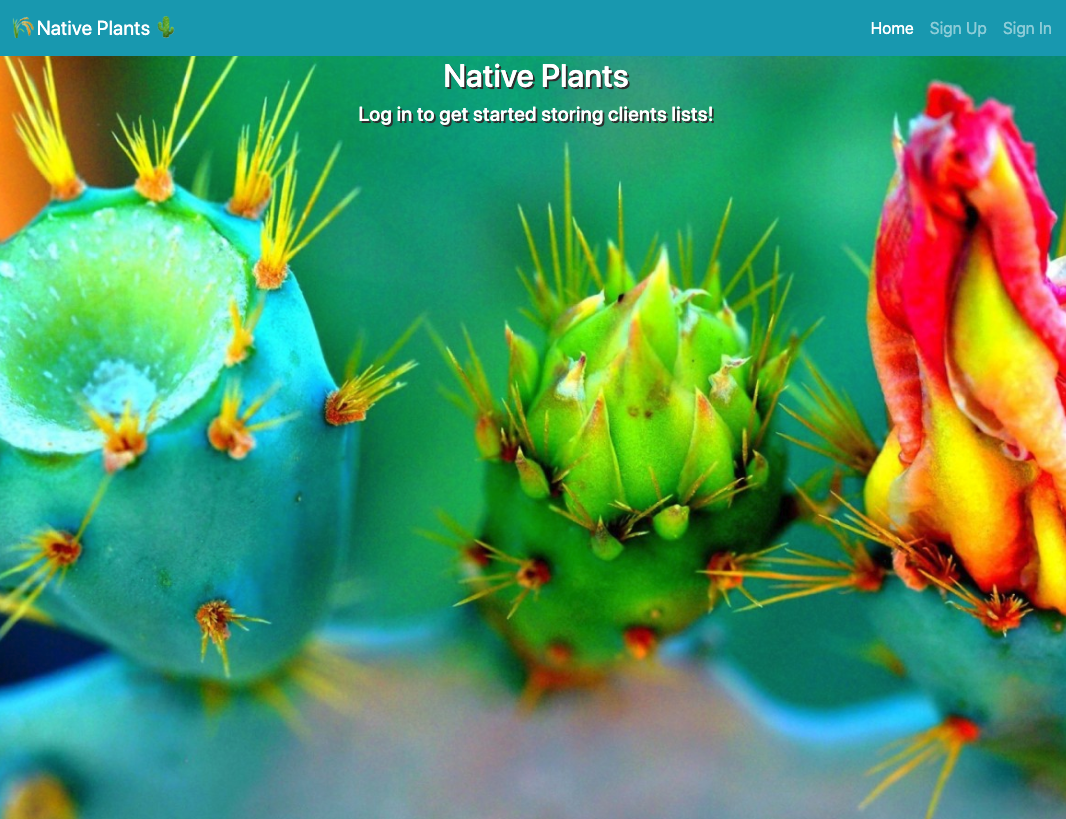 🌾Native Plants 🌵
Home Sign Up Sign In
Native Plants
Log in to get started storing clients lists!